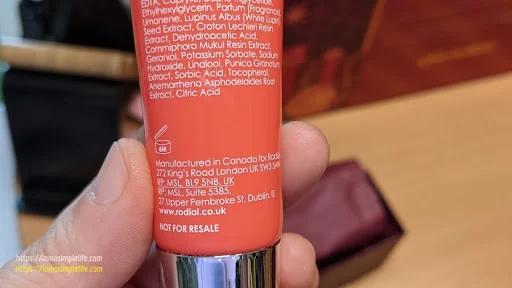 EDTA, Caprylic/Capric Triglyceride,
Ethylhexylglycerin, Parfum (Fragrance),
Limonene, Lupinus Albus (White Lupin)
Seed Extract, Croton Lechleri Resin
Extract, Dehydroacetic Acid,
Commiphora Mukul Resin Extract,
Geraniol, Potassium Sorbate, Sodium
Hydroxide, Linalool, Punica Granatum
Extract, Sorbic Acid, Tocopherol,
Anemarrhena Asphodelaides Root
Extract, Citric Acid
6M
Manufactured in Canada for Rodial
272 King's Road London UK SW3
RP: MSL, BL9 5NB, UK
RP: MSL, Suite 5385,
27 Upper Pembroke St, Dublin, IE
www.rodial.co.uk
NOT FOR RESALE
https://lomosimplelife.com
https://lomosimplelife.com